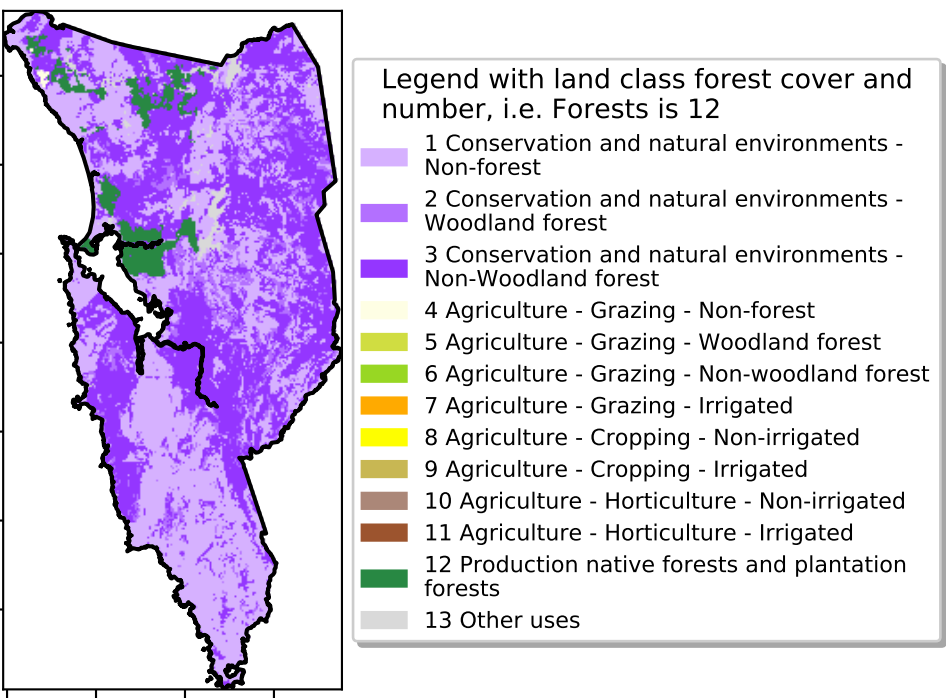 Legend with land class forest cover and
number, i.e. Forests is 12
1 Conservation and natural environments -
Non-forest
2 Conservation and natural environments -
Woodland forest
3 Conservation and natural environments -
Non-Woodland forest
4 Agriculture - Grazing - Non-forest
5 Agriculture - Grazing - Woodland forest
6 Agriculture - Grazing - Non-woodland forest
7 Agriculture - Grazing - Irrigated
8 Agriculture - Cropping - Non-irrigated
9 Agriculture - Cropping - Irrigated
10 Agriculture - Horticulture - Non-irrigated
11 Agriculture - Horticulture - Irrigated
12 Production native forests and plantation
forests
13 Other uses